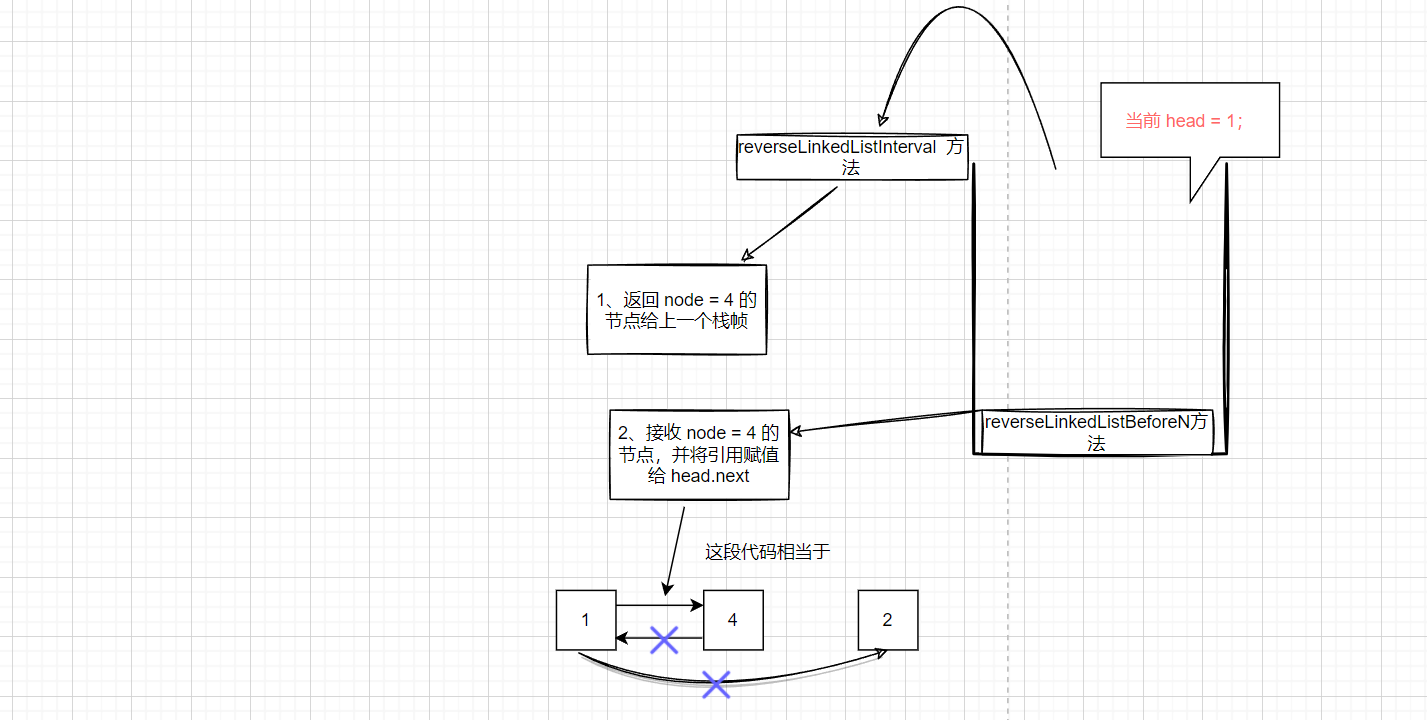 当前 head = 1;
reverseLinkedListInterval 方
法
1、返回 node = 4 的
节点给上一个栈帧
2、接收 node = 4 的
节点，并将引用赋值
给 head.next
reverseLinkedListBeforeN方
法
这段代码相当于
1
4
2